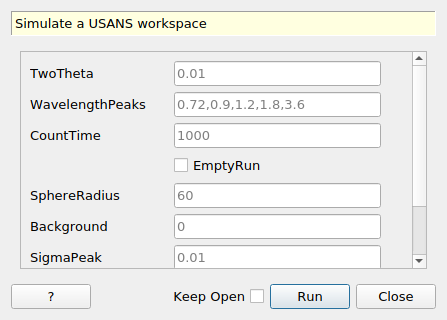 Simulate a USANS workspace
TwoTheta 0.01
WavelengthPeaks 0.72,0.9,1.2,1.8,3.6
CountTime 1000
EmptyRun
SphereRadius 60
Background 0
SigmaPeak 0.01
? Keep Open Run Close